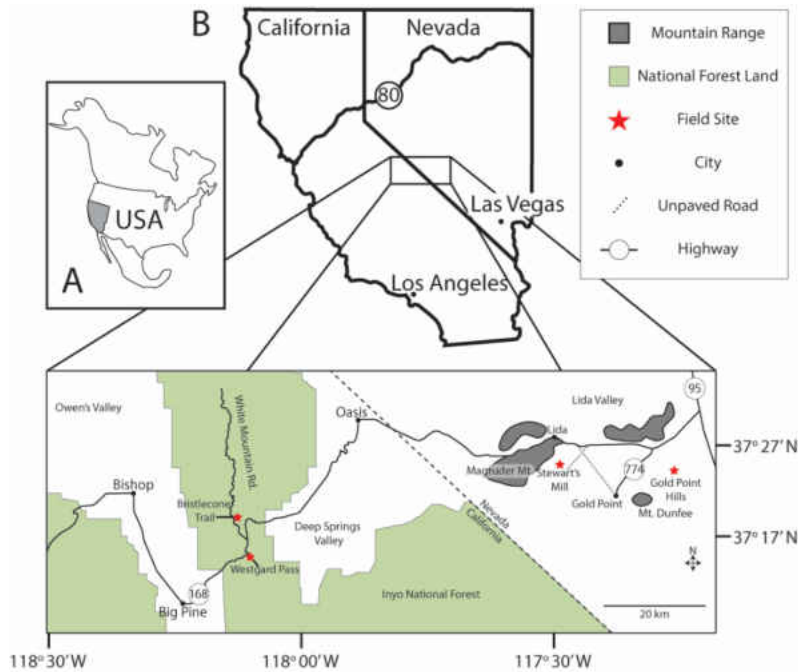 B
California
Nevada
80
Las Vegas
Los Angeles
USA
A
Mountain Range
National Forest Land
Field Site
City
Unpaved Road
Highway
Owen's Valley
White Mountain Rd.
Oasis
Lida Valley
95
Lida
37° 27' N
Bishop
Magruder Mt.
Stewart's
Mill
774
Gold Point
Hills
Gold Point
Mt. Dunfee
Bristlecone
Trail
Deep Springs
Valley
Nevada
California
37° 17' N
N
Westgard Pass
168
Big Pine
Inyo National Forest
20 km
118°30'W
118°00'W
117°30'W